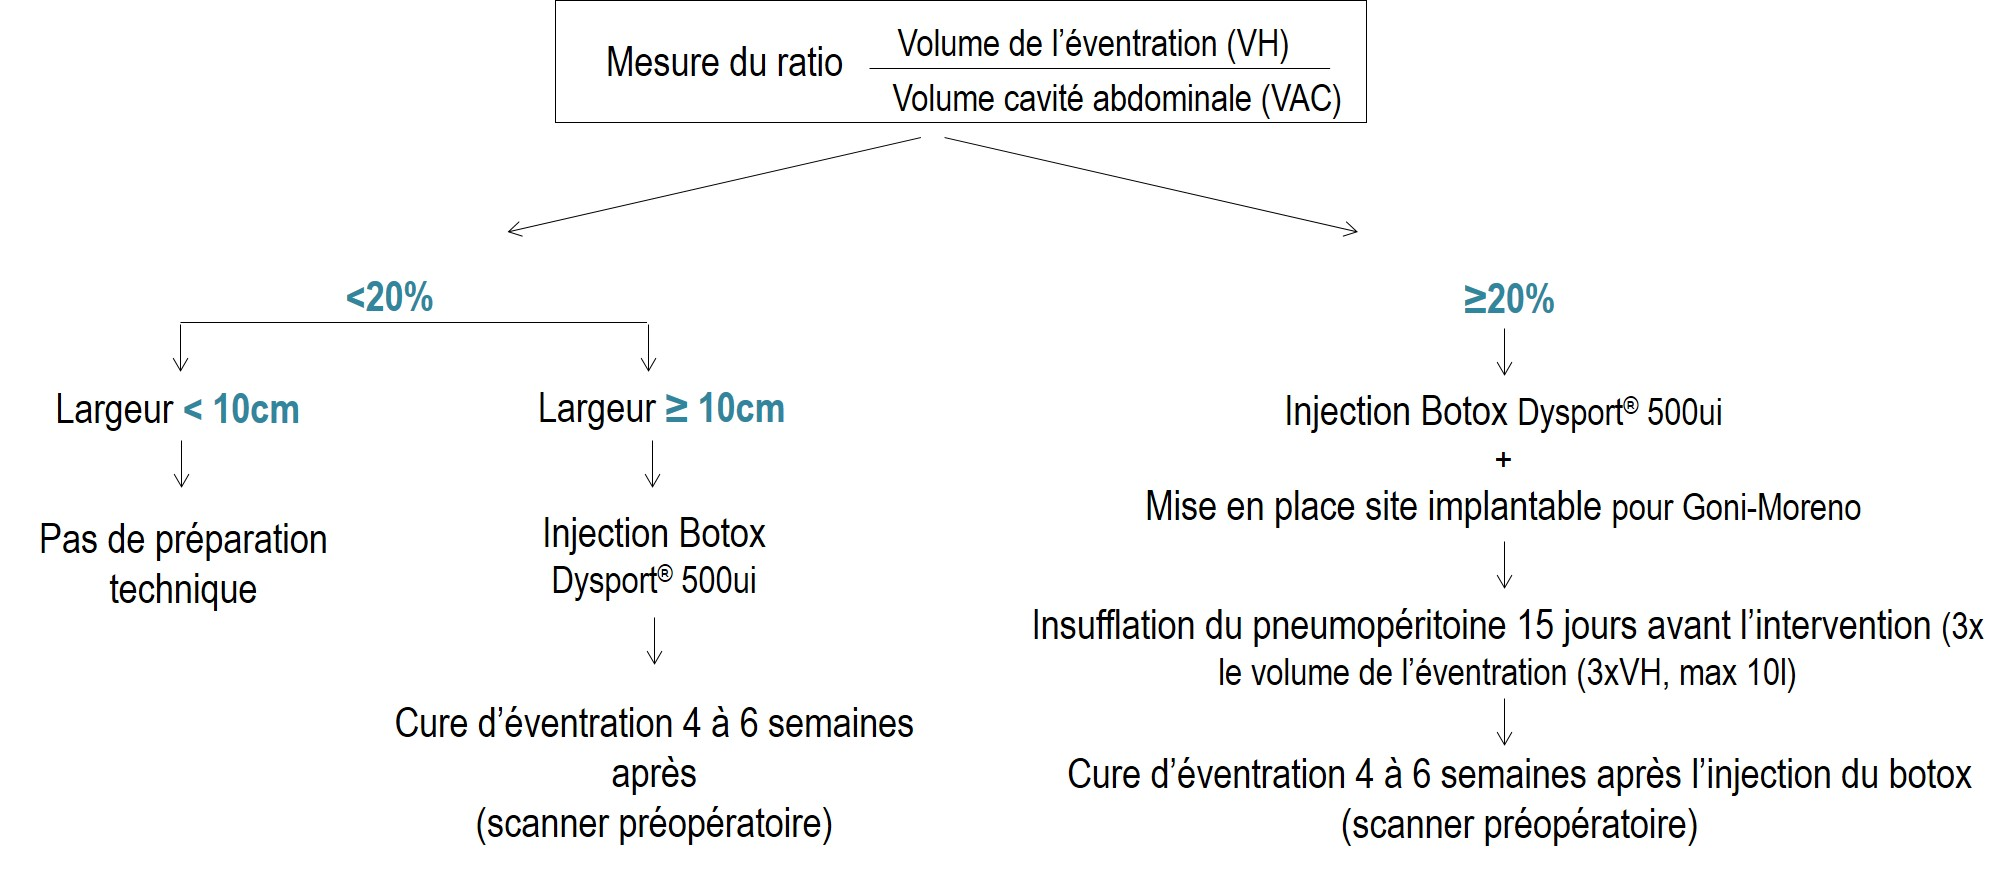 Mesure du ratio
Volume de l’éventration (VH)
Volume cavité abdominale (VAC)
<20%
Largeur < 10cm
Pas de préparation
technique
Largeur ≥ 10cm
Injection Botox
Dysport® 500ui
Cure d’éventration 4 à 6 semaines
après
(scanner préopératoire)
≥20%
Injection Botox Dysport® 500ui
+
Mise en place site implantable pour Goni-Moreno
Insufflation du pneumopéritoine 15 jours avant l’intervention (3x
le volume de l’éventration (3xVH, max 10l)
Cure d’éventration 4 à 6 semaines après l’injection du botox
(scanner préopératoire)